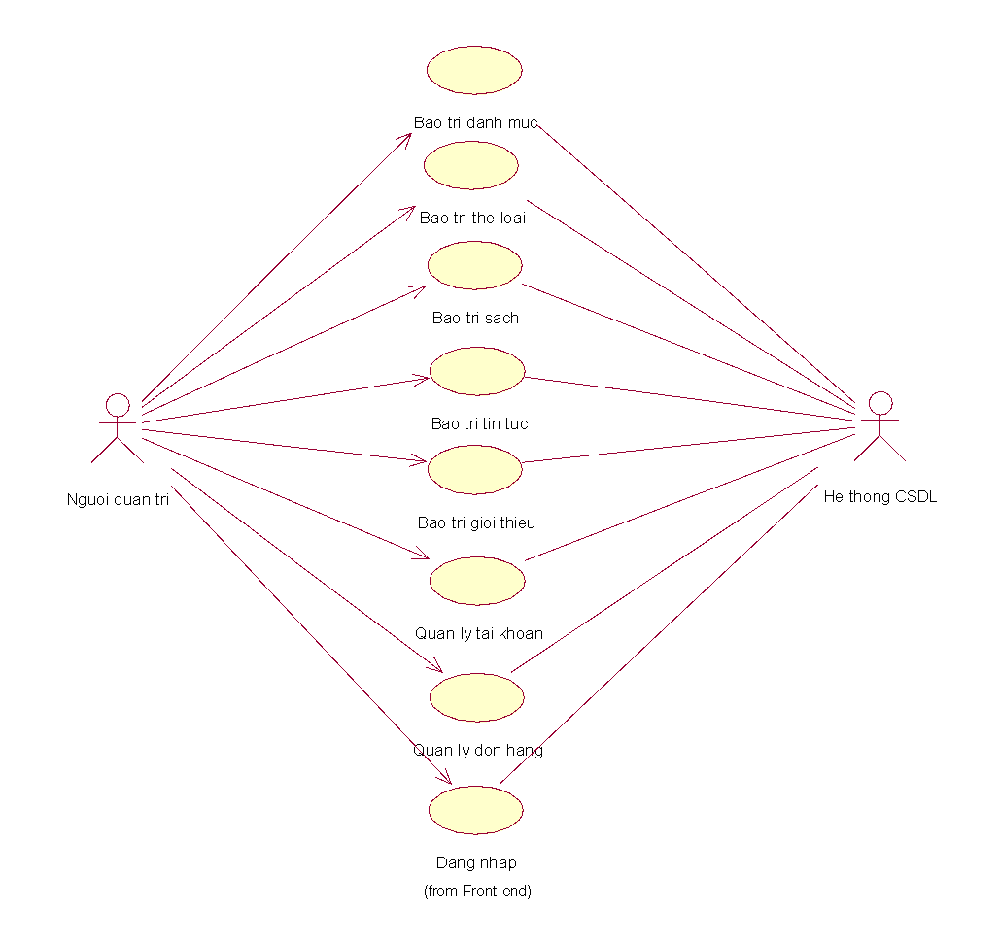 Bao tri danh muc
Bao tri the loai
Bao tri sach
Bao tri tin tuc
Nguoi quan tri
He thong CSDL
Bao tri gioi thieu
Quan ly tai khoan
Quan ly don hang
Dang nhap
(from Front end)